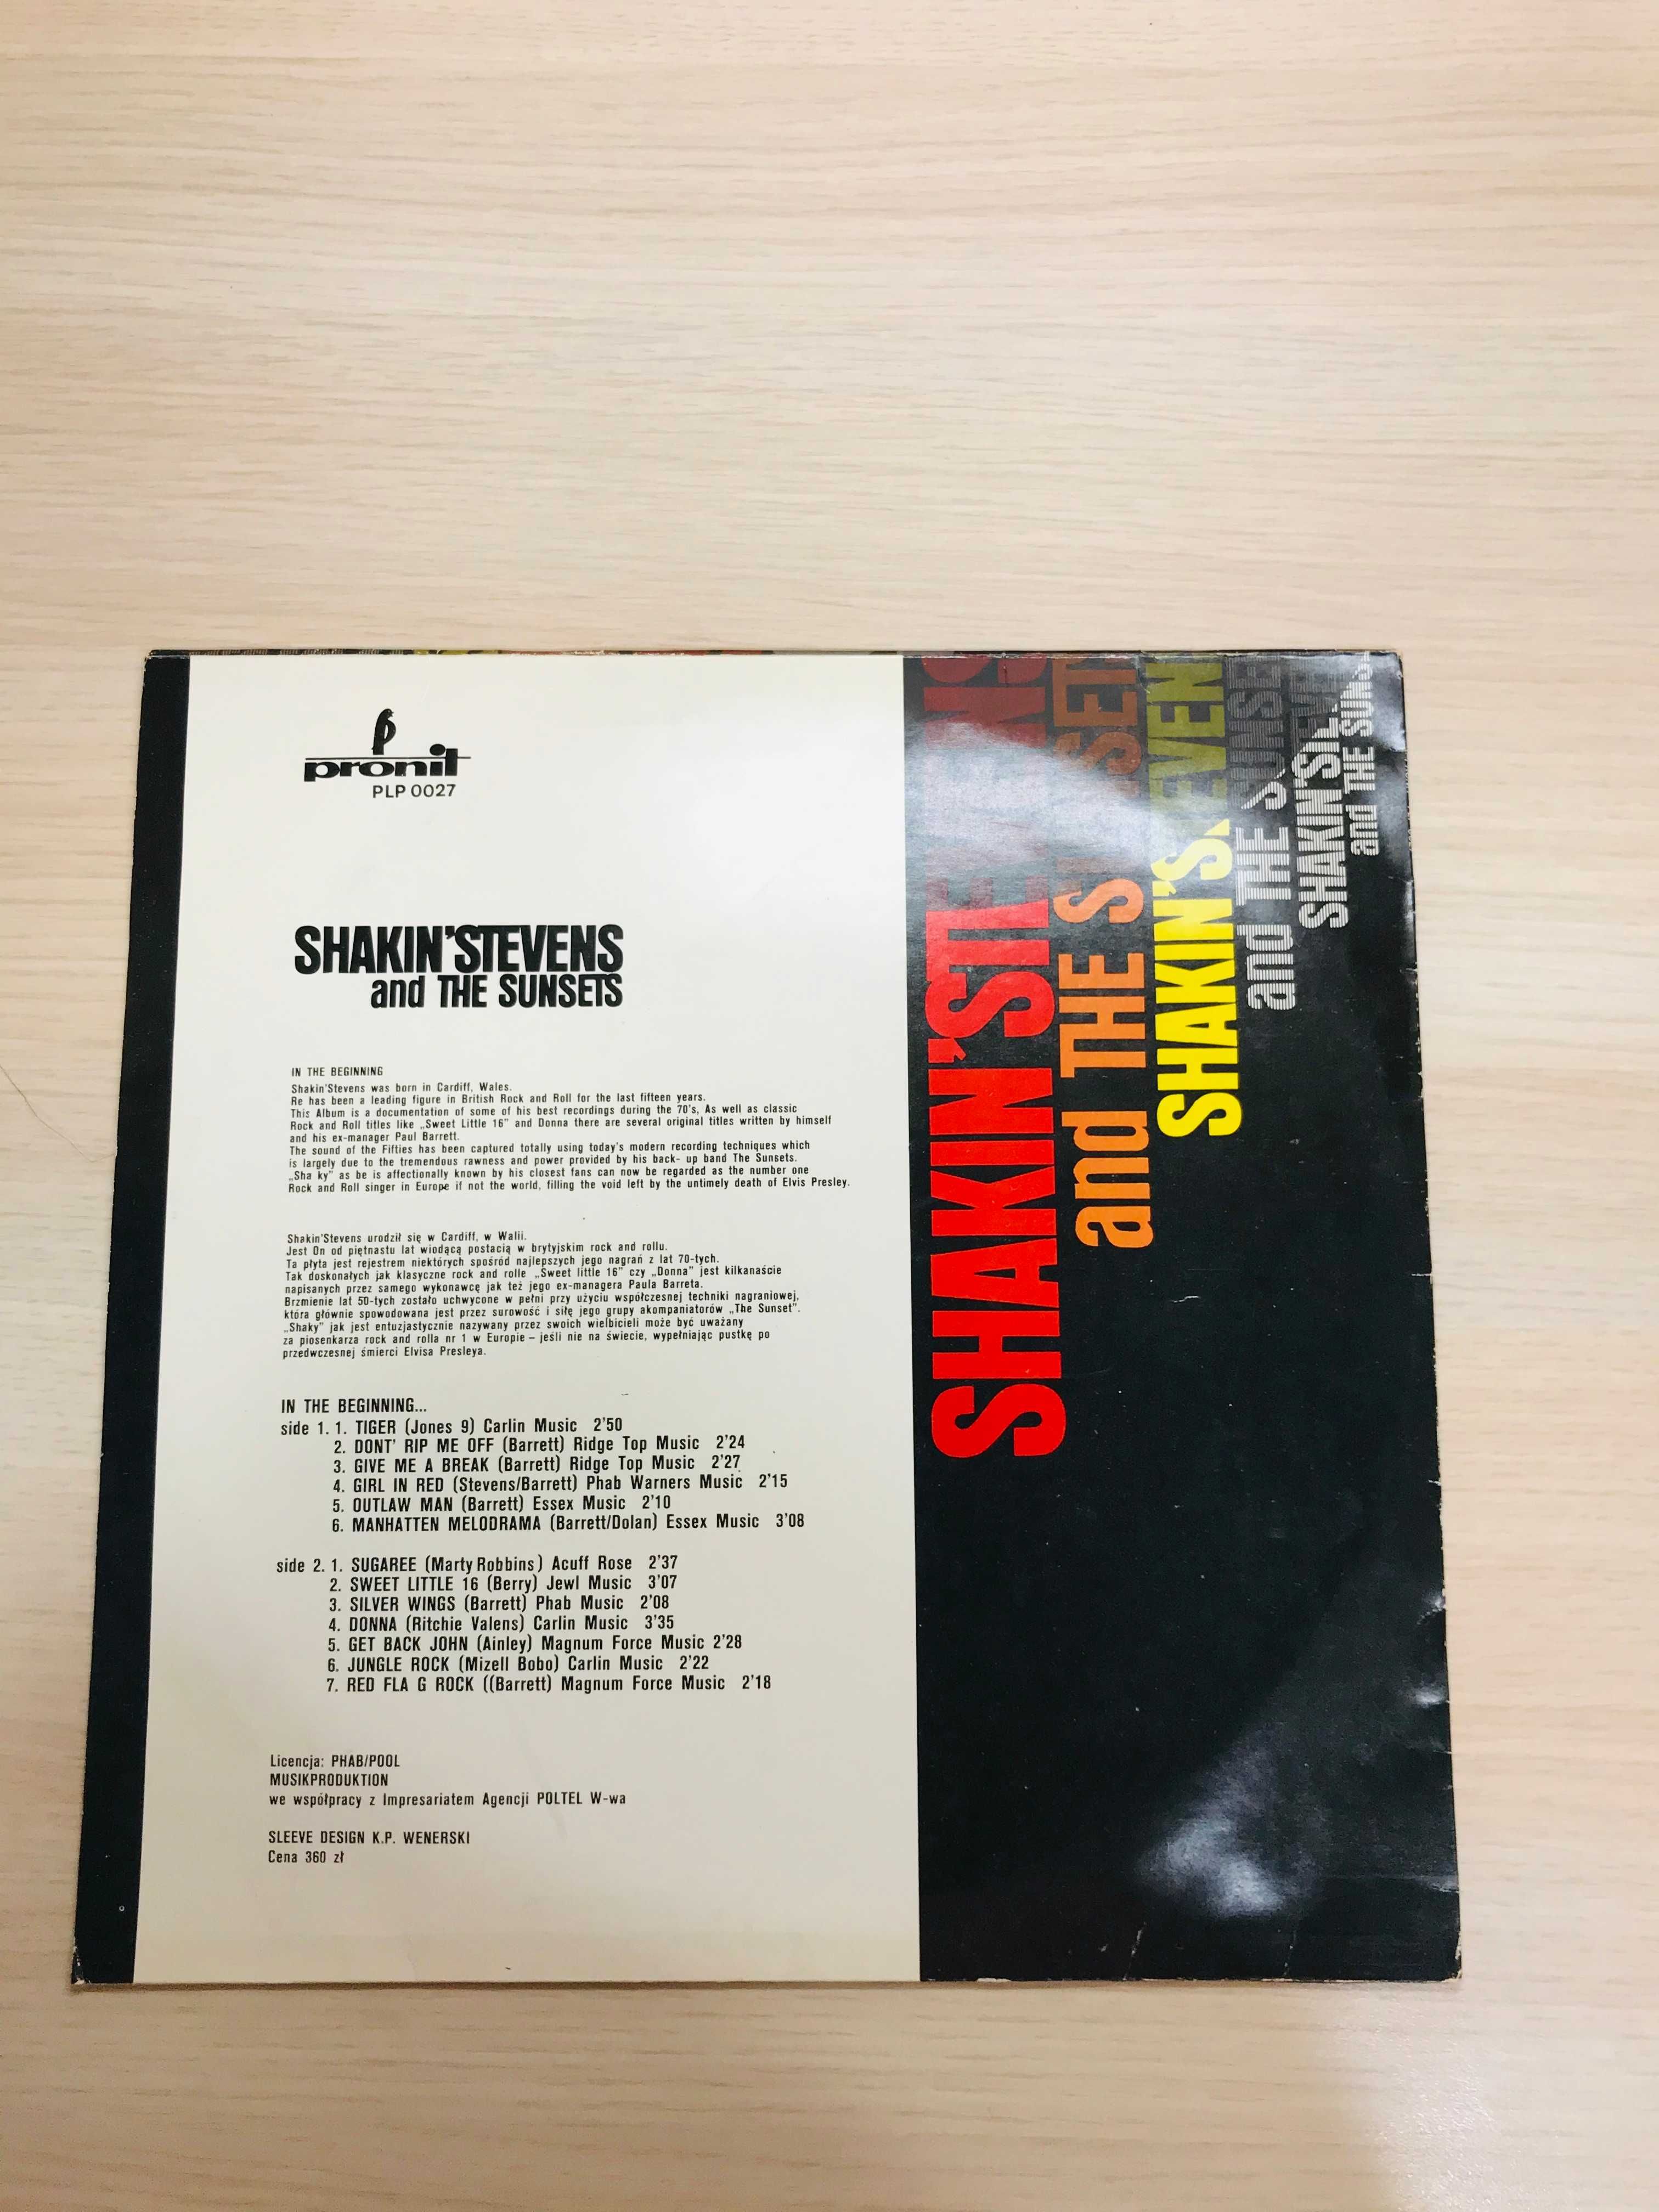 pronit
PLP 0027
SHAKIN'STEVENS
and THE SUNSETS
IN THE BEGINNING
Shakin'Stevens was born in Cardiff, Wales.
Re has been a leading figure in British Rock and Roll for the last fifteen years.
This Album is a documentation of some of his best recordings during the 70's, As well as classic
Rock and Roll titles like „Sweet Little 16" and Donna there are several original titles written by himself
and his ex-manager Paul Barrett.
The sound of the Fifties has been captured totally using today's modern recording techniques which
is largely due to the tremendous rawness and power provided by his back- up band The Sunsets.
„Sha ky" as be is affectionally known by his closest fans can now be regarded as the number one
Rock and Roll singer in Europe if not the world, filling the void left by the untimely death of Elvis Presley.
Shakin'Stevens urodził się w Cardiff, w Walii.
Jest On od piętnastu lat wiodącą postacią w brytyjskim rock and rollu.
Ta płyta jest rejestrem niektórych spośród najlepszych jego nagrań z lat 70-tych.
Tak doskonałych jak klasyczne rock and rolle „Sweet little 16" czy „Donna" jest kilkanaście
napisanych przez samego wykonawcę jak też jego ex-managera Paula Barreta.
Brzmienie lat 50-tych zostało uchwycone w pełni przy użyciu współczesnej techniki nagraniowej,
która głównie spowodowana jest przez surowość i siłę jego grupy akompaniatorów „The Sunset".
„Shaky" jak jest entuzjastycznie nazywany przez swoich wielbicieli może być uważany
za piosenkarza rock and rolla nr 1 w Europie – jeśli nie na świecie, wypełniając pustkę po
przedwczesnej śmierci Elvisa Presleya.
IN THE BEGINNING...
side 1. 1. TIGER (Jones 9) Carlin Music 2'50
2. DONT' RIP ME OFF (Barrett) Ridge Top Music 2'24
3. GIVE ME A BREAK (Barrett) Ridge Top Music 2'27
4. GIRL IN RED (Stevens/Barrett) Phab Warners Music 2'15
5. OUTLAW MAN (Barrett) Essex Music 2'10
6. MANHATTEN MELODRAMA (Barrett/Dolan) Essex Music 3'08
side 2. 1. SUGAREE (Marty Robbins) Acuff Rose 2'37
2. SWEET LITTLE 16 (Berry) Jewl Music 3'07
3. SILVER WINGS (Barrett) Phab Music 2'08
4. DONNA (Ritchie Valens) Carlin Music 3'35
5. GET BACK JOHN (Ainley) Magnum Force Music 2'28
6. JUNGLE ROCK (Mizell Bobo) Carlin Music 2'22
7. RED FLA G ROCK ((Barrett) Magnum Force Music 2'18
Licencja: PHAB/POOL
MUSIKPRODUKTION
we współpracy z Impresariatem Agencji POLTEL W-wa
SLEEVE DESIGN K.P. WENERSKI
Cena 360 zł
SHAKIN'STEVENS
and THE SUNSET
SHAKIN'STEVEN
and THE SUNSE
SHAKIN'STEVE
and THE SUNS